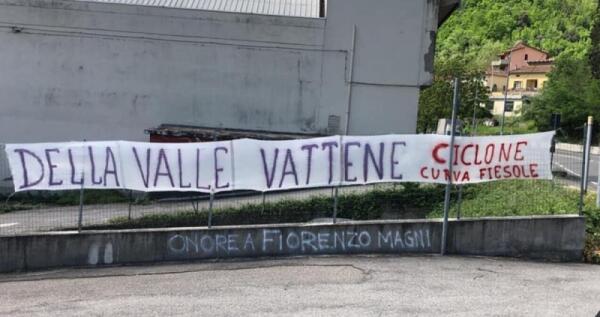 DELLA VALLE VATTENE CICLONE
CURVA FIESOLE
ONORE A FIORENZO MAGNI